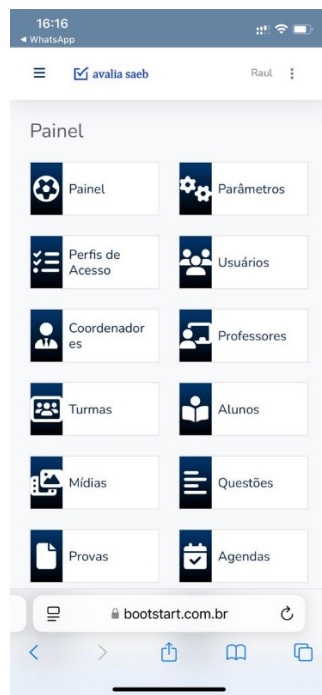 16:16
◀ WhatsApp
avalia saeb
Raul
Painel
Painel
Parâmetros
Perfis de
Acesso
Usuários
Coordenador
es
Professores
Turmas
Alunos
Mídias
Questões
Provas
Agendas
bootstart.com.br